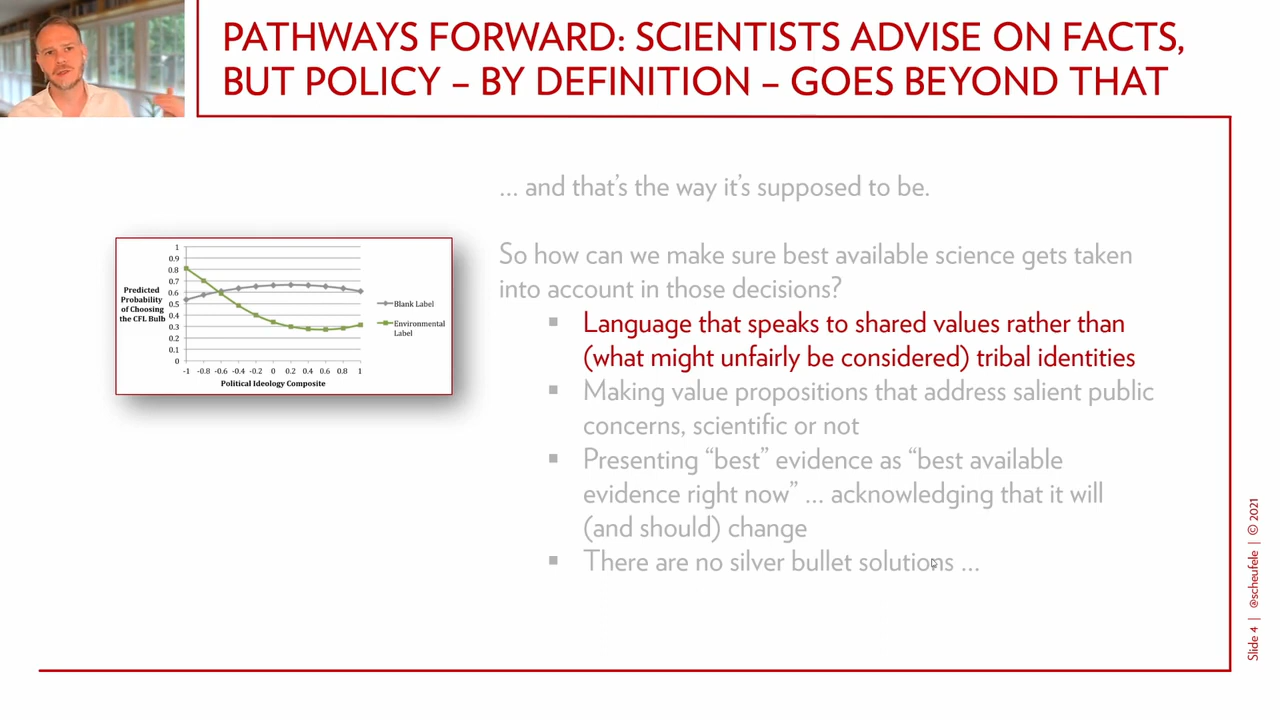 PATHWAYS FORWARD: SCIENTISTS ADVISE ON FACTS,
BUT POLICY – BY DEFINITION – GOES BEYOND THAT
... and that's the way it's supposed to be.
So how can we make sure best available science gets taken
into account in those decisions?
▪ Language that speaks to shared values rather than
(what might unfairly be considered) tribal identities
▪ Making value propositions that address salient public
concerns, scientific or not
▪ Presenting “best” evidence as “best available
evidence right now” ... acknowledging that it will
(and should) change
▪ There are no silver bullet solutions ...
Predicted
Probability
of Choosing
the CFL Bulb
1
0.9
0.8
0.7
0.6
0.5
0.4
0.3
0.2
0.1
0
-1 -0.8 -0.6 -0.4 -0.2 0 0.2 0.4 0.6 0.8 1
Political Ideology Composite
Blank Label
Environmental
Label
Slide 4 | @scheufele | © 2021